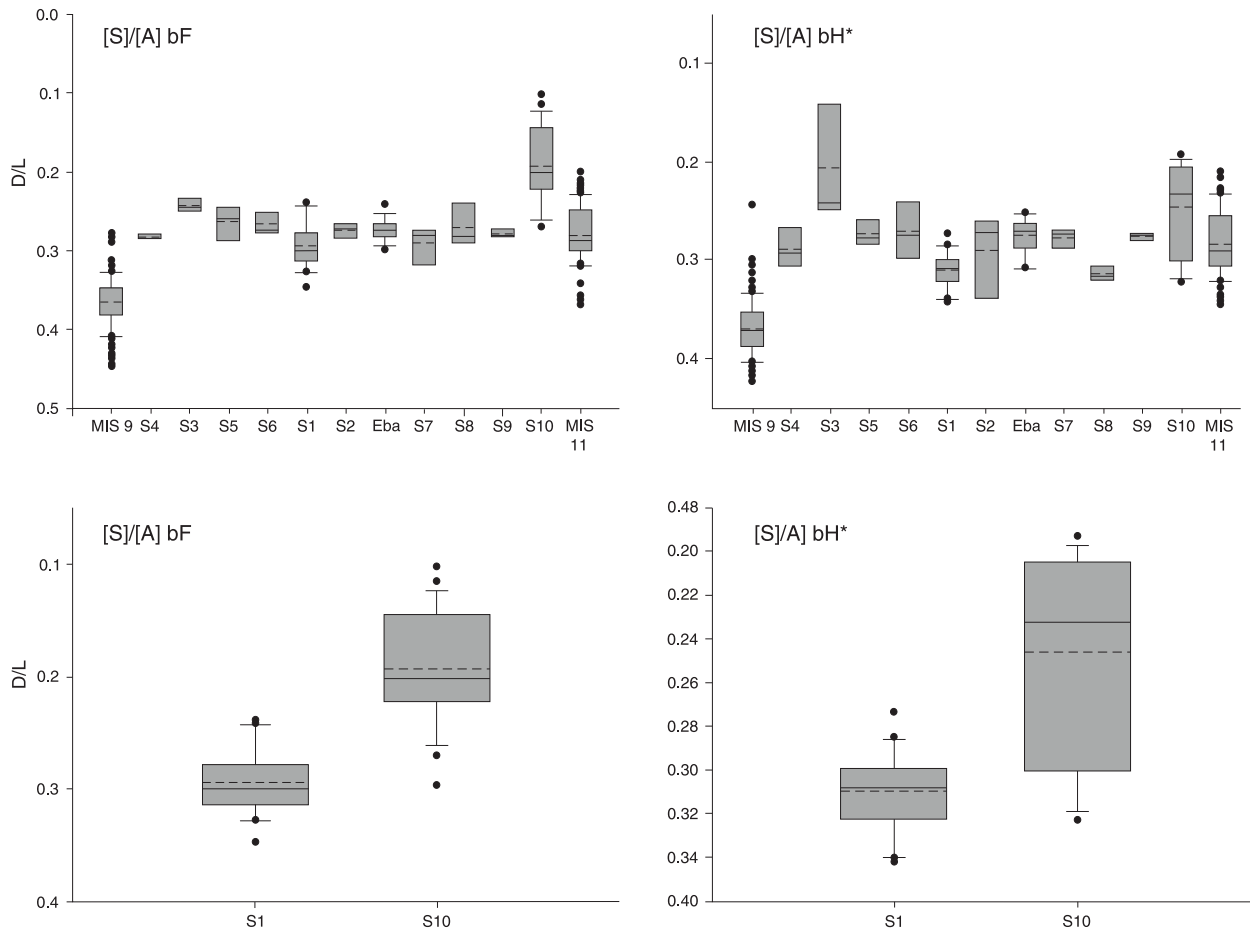 [S]/[A] bF
D/L
0.0
0.1
0.2
0.3
0.4
0.5
MIS 9 S4 S3 S5 S6 S1 S2 Eba S7 S8 S9 S10 MIS
11
[S]/[A] bH*
0.1
0.2
0.3
0.4
MIS 9 S4 S3 S5 S6 S1 S2 Eba S7 S8 S9 S10 MIS
11
[S]/[A] bF
D/L
0.1
0.2
0.3
0.4
S1 S10
[S]/A] bH*
0.48
0.20
0.22
0.24
0.26
0.28
0.30
0.32
0.34
0.40
S1 S10